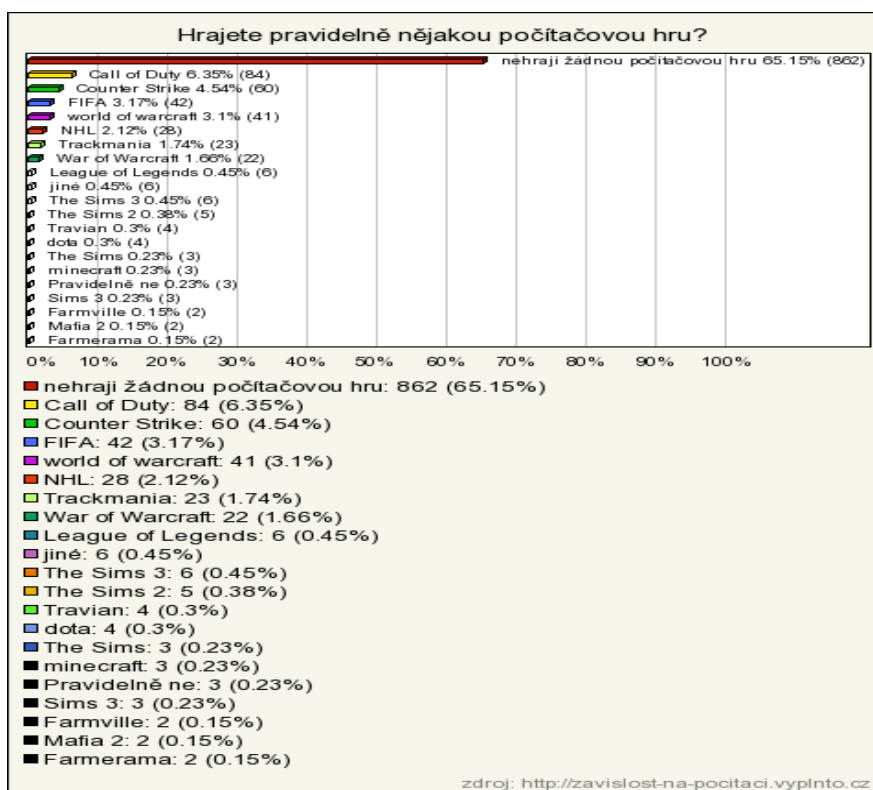 Hrajete pravidelně nějakou počítačovou hru?
nehraji žádnou počítačovou hru 65.15% (862)
Call of Duty 6.35% (84)
Counter Strike 4.54% (60)
FIFA 3.17% (42)
world of warcraft 3.1% (41)
NHL 2.12% (28)
Trackmania 1.74% (23)
War of Warcraft 1.66% (22)
League of Legends 0.45% (6)
jiné 0.45% (6)
The Sims 3 0.45% (6)
The Sims 2 0.38% (5)
Travian 0.3% (4)
dota 0.3% (4)
The Sims 0.23% (3)
minecraft 0.23% (3)
Pravidelně ne 0.23% (3)
Sims 3 0.23% (3)
Farmville 0.15% (2)
Mafia 2 0.15% (2)
Farmerama 0.15% (2)
0% 10% 20% 30% 40% 50% 60% 70% 80% 90% 100%
nehraji žádnou počítačovou hru: 862 (65.15%)
Call of Duty: 84 (6.35%)
Counter Strike: 60 (4.54%)
FIFA: 42 (3.17%)
world of warcraft: 41 (3.1%)
NHL: 28 (2.12%)
Trackmania: 23 (1.74%)
War of Warcraft: 22 (1.66%)
League of Legends: 6 (0.45%)
jiné: 6 (0.45%)
The Sims 3: 6 (0.45%)
The Sims 2: 5 (0.38%)
Travian: 4 (0.3%)
dota: 4 (0.3%)
The Sims: 3 (0.23%)
minecraft: 3 (0.23%)
Pravidelně ne: 3 (0.23%)
Sims 3: 3 (0.23%)
Farmville: 2 (0.15%)
Mafia 2: 2 (0.15%)
Farmerama: 2 (0.15%)
zdroj: http://zavislost-na-pocitaci.vyplnto.cz